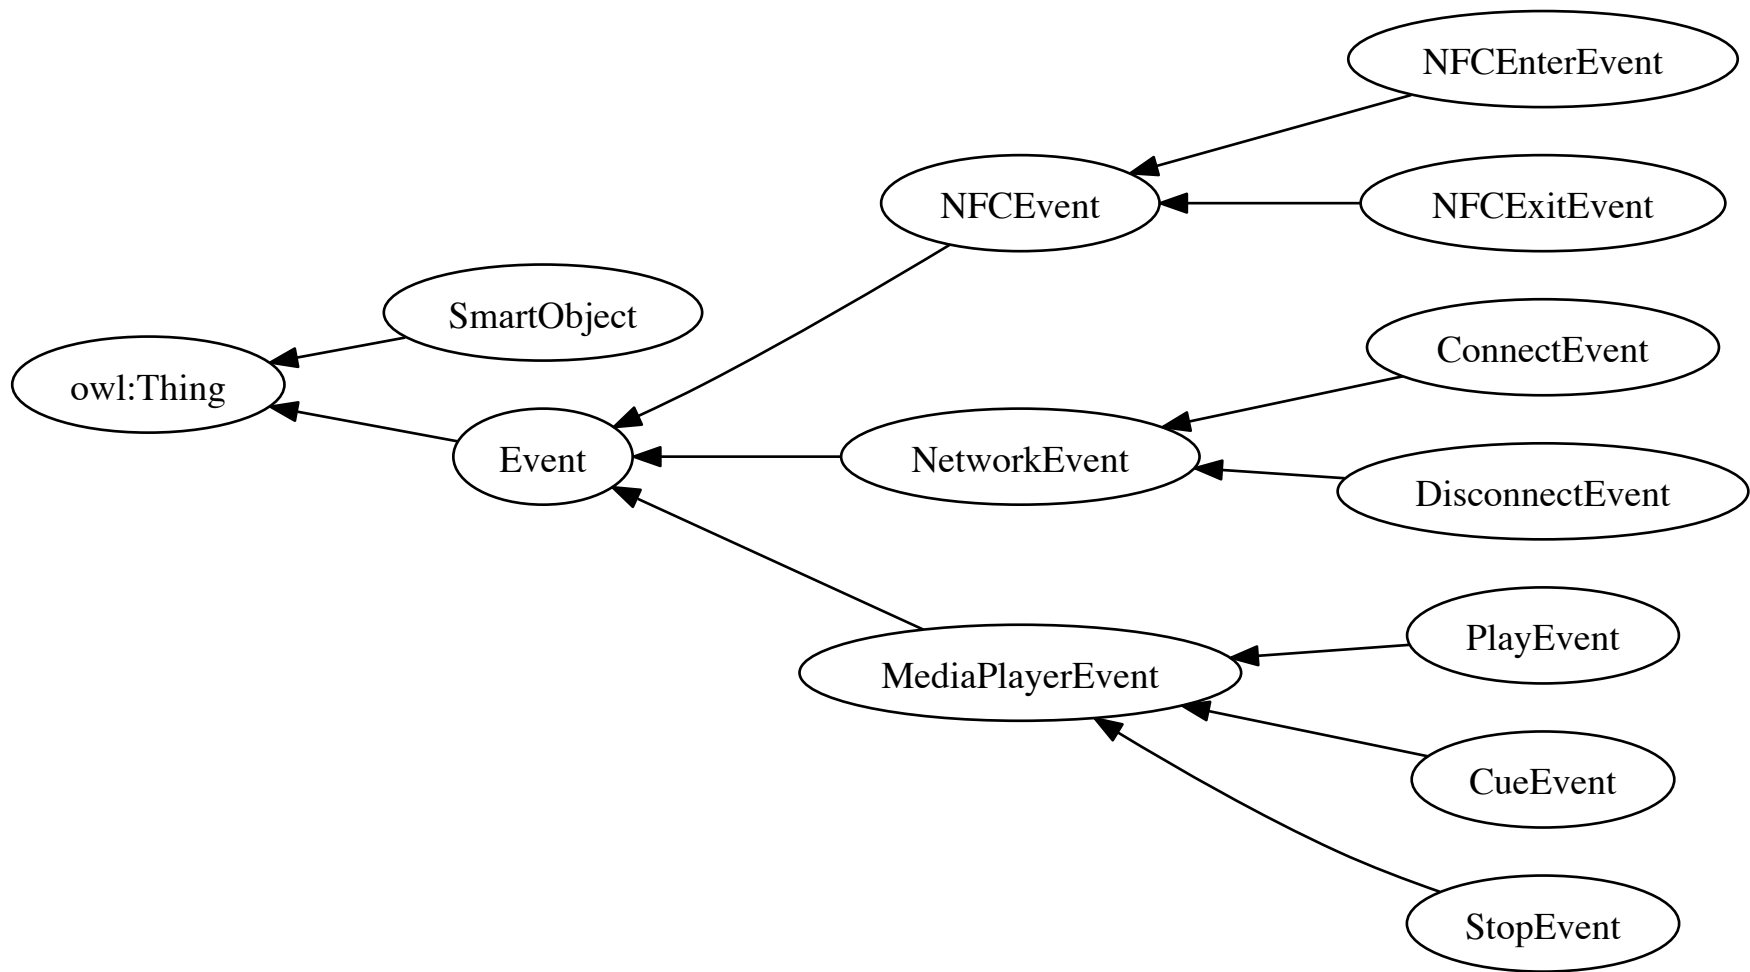 NFCEnterEvent
NFCEvent
NFCExitEvent
SmartObject
ConnectEvent
owl:Thing
Event
NetworkEvent
DisconnectEvent
PlayEvent
MediaPlayerEvent
CueEvent
StopEvent